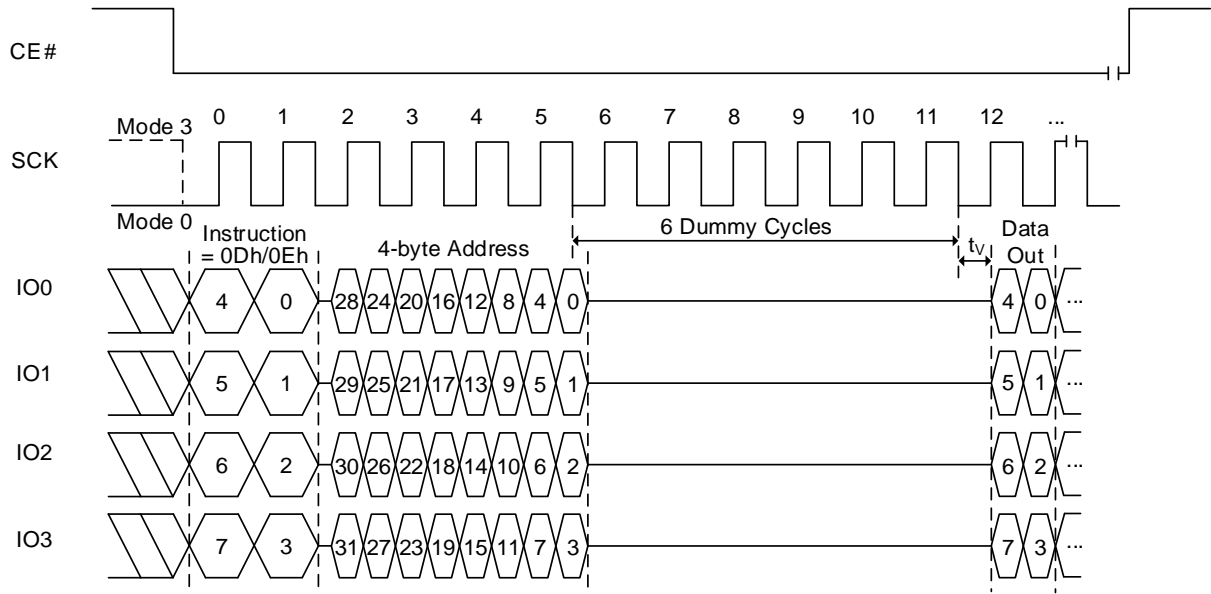 CE#
0 1 2 3 4 5 6 7 8 9 10 11 12 ...
Mode 3
SCK
Mode 0
Instruction
= 0Dh/0Eh
4-byte Address
6 Dummy Cycles
tV
Data
Out
IO0 4 0 28 24 20 16 12 8 4 0 4 0 ...
IO1 5 1 29 25 21 17 13 9 5 1 5 1 ...
IO2 6 2 30 26 22 18 14 10 6 2 6 2 ...
IO3 7 3 31 27 23 19 15 11 7 3 7 3 ...